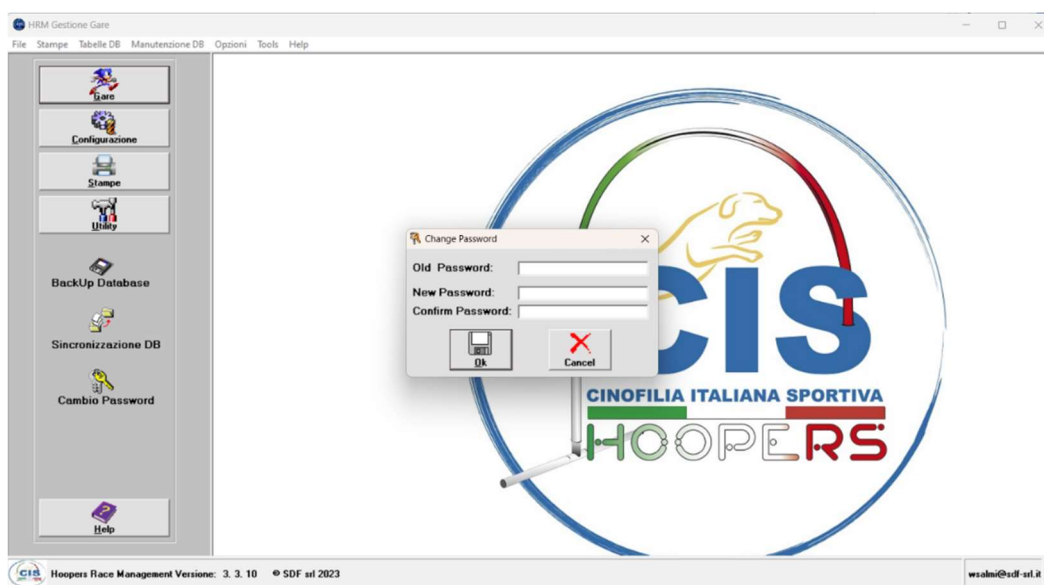 HRM Gestione Gare
File Stampe Tabelle DB Manutenzione DB Opzioni Tools Help
Gare
Configurazione
Stampe
Utility
BackUp Database
Sincronizzazione DB
Cambio Password
Help
Change Password
Old Password:
New Password:
Confirm Password:
Ok
Cancel
CIS
CINOFILIA ITALIANA SPORTIVA
HOOPERS
CIS
Hoopers Race Management Versione: 3. 3. 10 © SDF srl 2023
wsalmi@sdf-srl.it